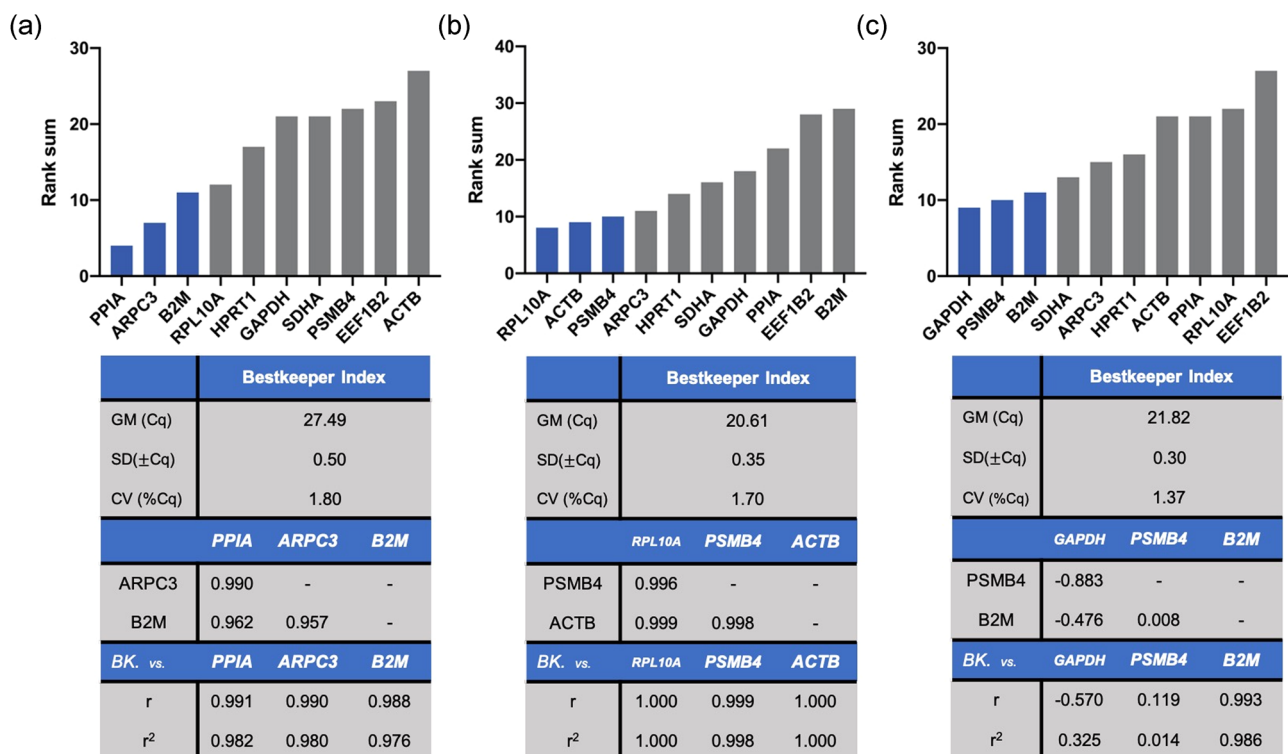 (a)
30
20
10
0
Rank sum
PPIA ARPC3 B2M RPL10A HPRT1 GAPDH SDHA PSMB4 EEF1B2 ACTB
Bestkeeper Index
GM (Cq) 27.49
SD(±Cq) 0.50
CV (%Cq) 1.80
PPIA ARPC3 B2M
ARPC3 0.990 - -
B2M 0.962 0.957 -
BK. vs. PPIA ARPC3 B2M
r 0.991 0.990 0.988
r² 0.982 0.980 0.976
(b)
40
30
20
10
0
Rank sum
RPL10A ACTB PSMB4 ARPC3 HPRT1 SDHA GAPDH PPIA EEF1B2 B2M
Bestkeeper Index
GM (Cq) 20.61
SD(±Cq) 0.35
CV (%Cq) 1.70
RPL10A PSMB4 ACTB
PSMB4 0.996 - -
ACTB 0.999 0.998 -
BK. vs. RPL10A PSMB4 ACTB
r 1.000 0.999 1.000
r² 1.000 0.998 1.000
(c)
30
20
10
0
Rank sum
GAPDH PSMB4 B2M SDHA ARPC3 HPRT1 ACTB PPIA RPL10A EEF1B2
Bestkeeper Index
GM (Cq) 21.82
SD(±Cq) 0.30
CV (%Cq) 1.37
GAPDH PSMB4 B2M
PSMB4 -0.883 - -
B2M -0.476 0.008 -
BK. vs. GAPDH PSMB4 B2M
r -0.570 0.119 0.993
r² 0.325 0.014 0.986